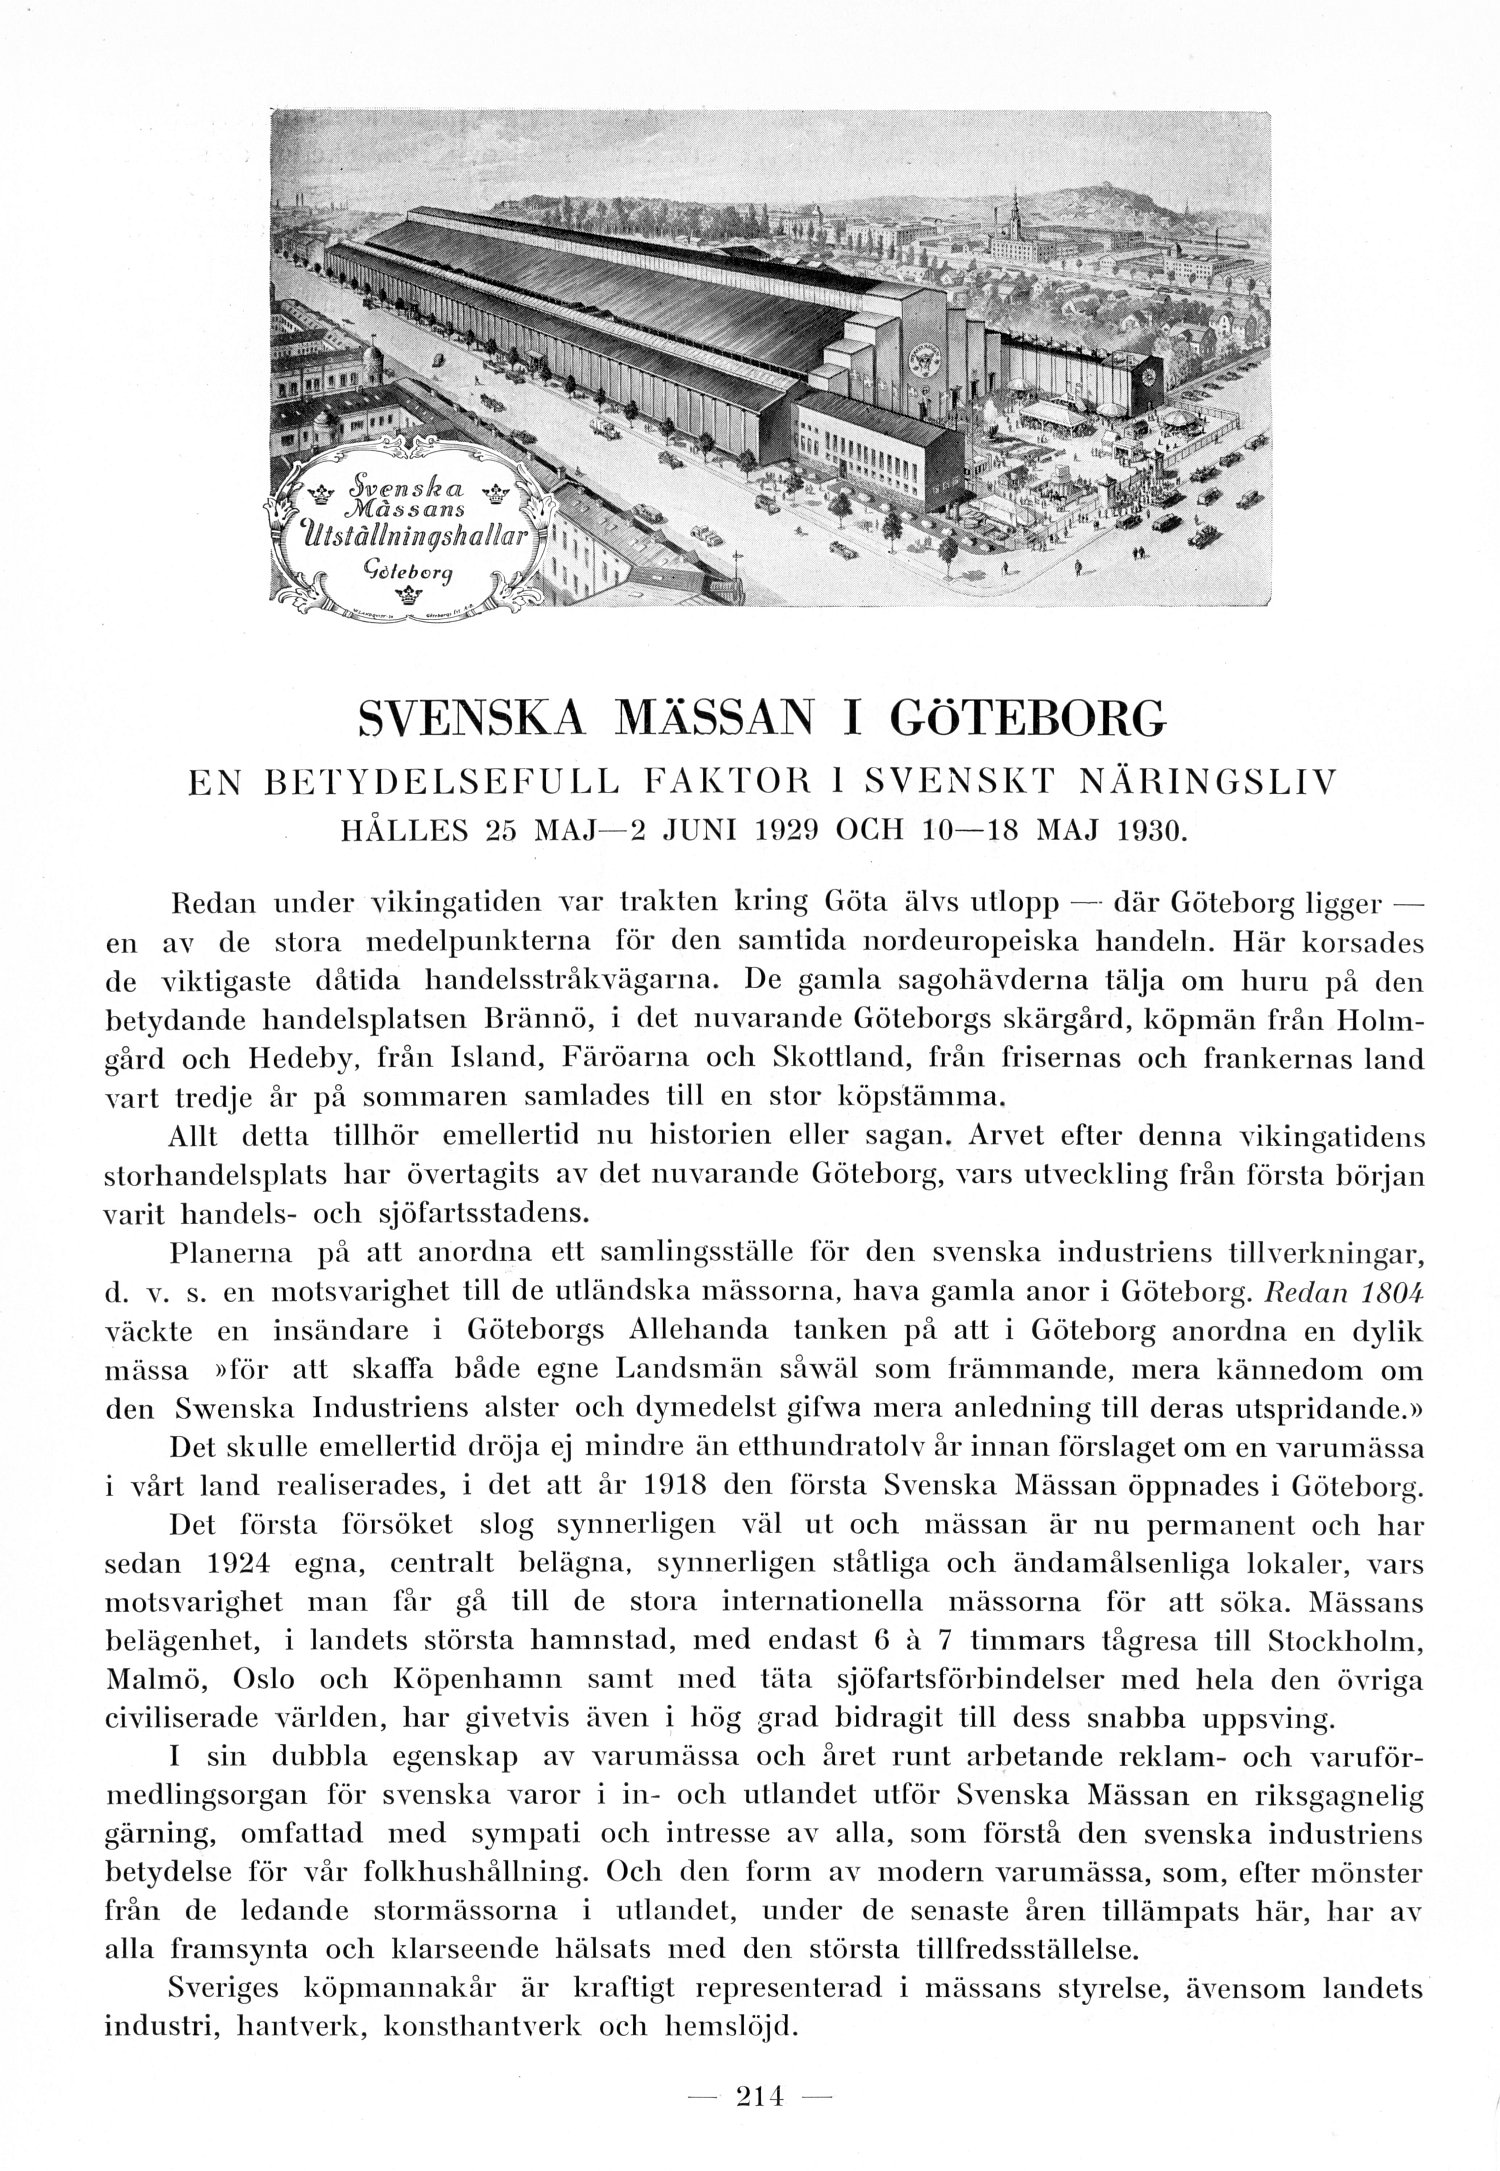 Svenska
Mässans
Utställningshallar
Göteborg
SVENSKA MÄSSAN I GÖTEBORG
EN BETYDELSEFULL FAKTOR I SVENSKT NÄRINGSLIV
HÅLLES 25 MAJ—2 JUNI 1929 OCH 10—18 MAJ 1930.
Redan under vikingatiden var trakten kring Göta älvs utlopp — där Göteborg ligger —
en av de stora medelpunkterna för den samtida nordeuropeiska handeln. Här korsades
de viktigaste dåtida handelsstråkvägarna. De gamla sagohävderna tälja om huru på den
betydande handelsplatsen Brännö, i det nuvarande Göteborgs skärgård, köpmän från Holm-
gård och Hedeby, från Island, Färöarna och Skottland, från frisernas och frankernas land
vart tredje år på sommaren samlades till en stor köpstämma.
Allt detta tillhör emellertid nu historien eller sagan. Arvet efter denna vikingatidens
storhandelsplats har övertagits av det nuvarande Göteborg, vars utveckling från första början
varit handels- och sjöfartsstadens.
Planerna på att anordna ett samlingsställe för den svenska industriens tillverkningar,
d. v. s. en motsvarighet till de utländska mässorna, hava gamla anor i Göteborg. Redan 1804
väckte en insändare i Göteborgs Allehanda tanken på att i Göteborg anordna en dylik
mässa »för att skaffa både egne Landsmän såwäl som främmande, mera kännedom om
den Swenska Industriens alster och dymedelst gifwa mera anledning till deras utspridande.»
Det skulle emellertid dröja ej mindre än etthundratolv år innan förslaget om en varumässa
i vårt land realiserades, i det att år 1918 den första Svenska Mässan öppnades i Göteborg.
Det första försöket slog synnerligen väl ut och mässan är nu permanent och har
sedan 1924 egna, centralt belägna, synnerligen ståtliga och ändamålsenliga lokaler, vars
motsvarighet man får gå till de stora internationella mässorna för att söka. Mässans
belägenhet, i landets största hamnstad, med endast 6 à 7 timmars tågresa till Stockholm,
Malmö, Oslo och Köpenhamn samt med täta sjöfartsförbindelser med hela den övriga
civiliserade världen, har givetvis även i hög grad bidragit till dess snabba uppsving.
I sin dubbla egenskap av varumässa och året runt arbetande reklam- och varuför-
medlingsorgan för svenska varor i in- och utlandet utför Svenska Mässan en riksgagnelig
gärning, omfattad med sympati och intresse av alla, som förstå den svenska industriens
betydelse för vår folkhushållning. Och den form av modern varumässa, som, efter mönster
från de ledande stormässorna i utlandet, under de senaste åren tillämpats här, har av
alla framsynta och klarseende hälsats med den största tillfredsställelse.
Sveriges köpmannakår är kraftigt representerad i mässans styrelse, ävensom landets
industri, hantverk, konsthantverk och hemslöjd.
— 214 —